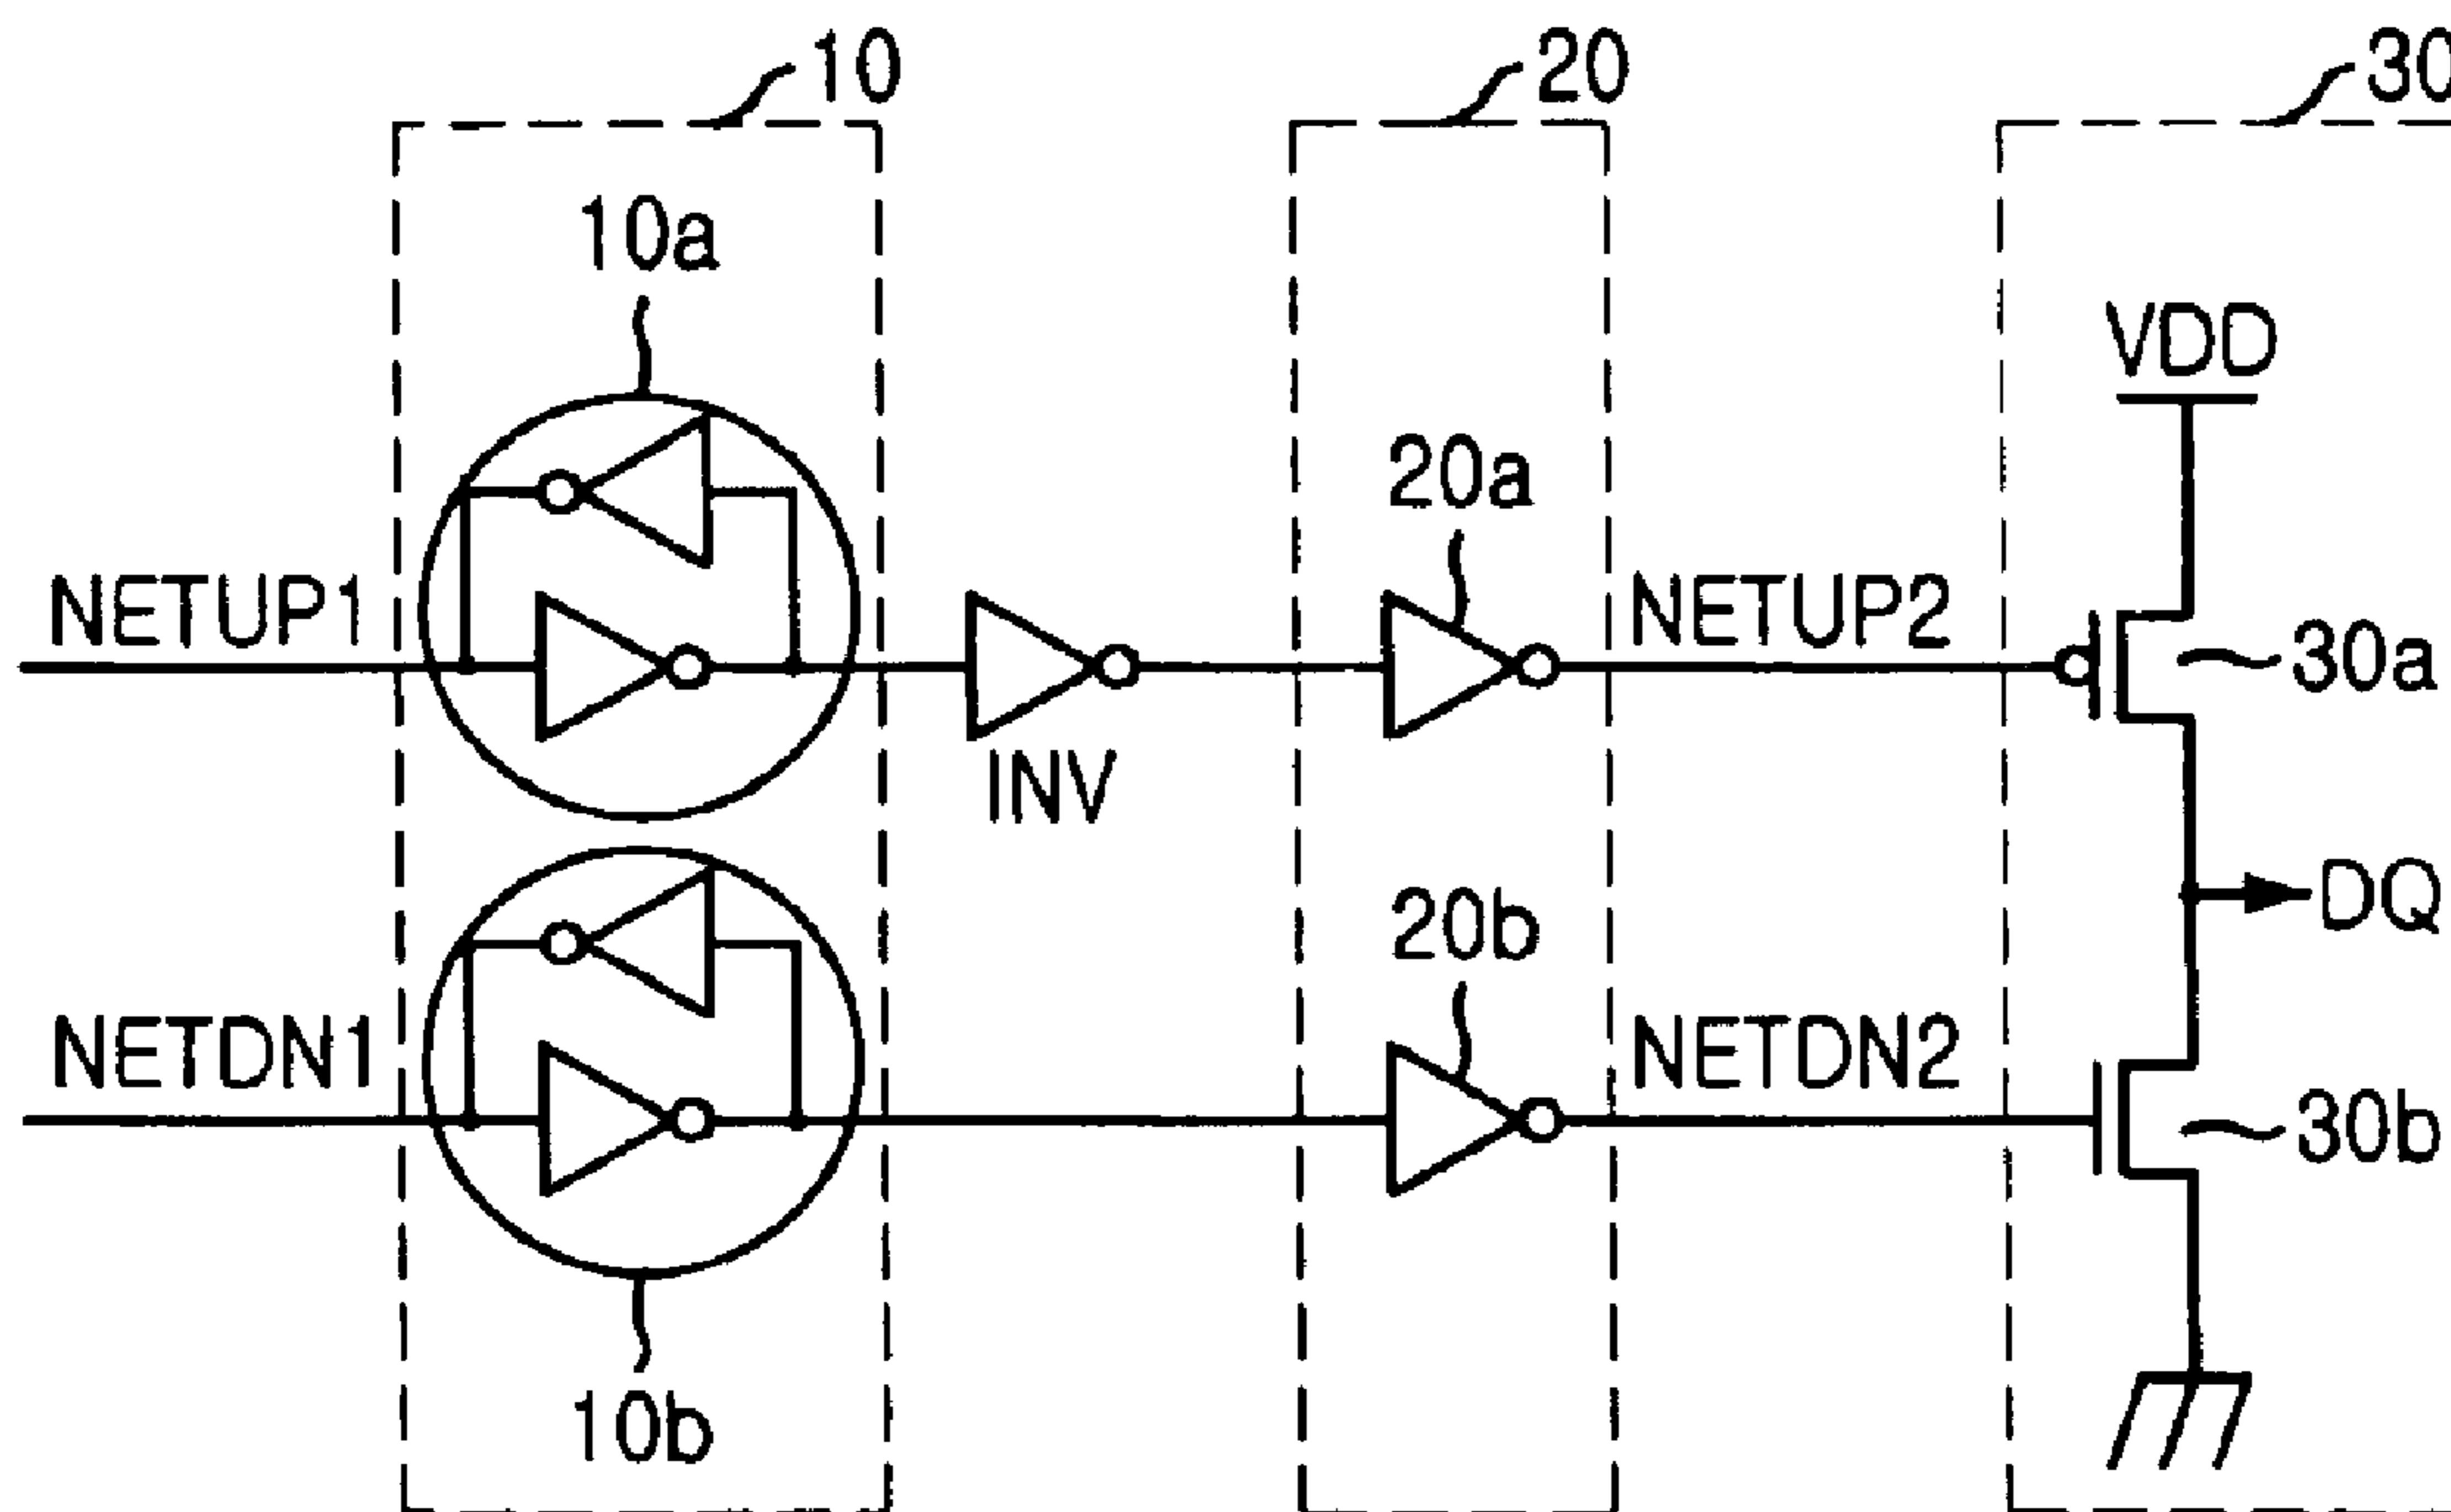 10
20
30
10a
VDD
20a
NETUP1
NETUP2
30a
INV
DQ
20b
NETDN1
NETDN2
30b
10b